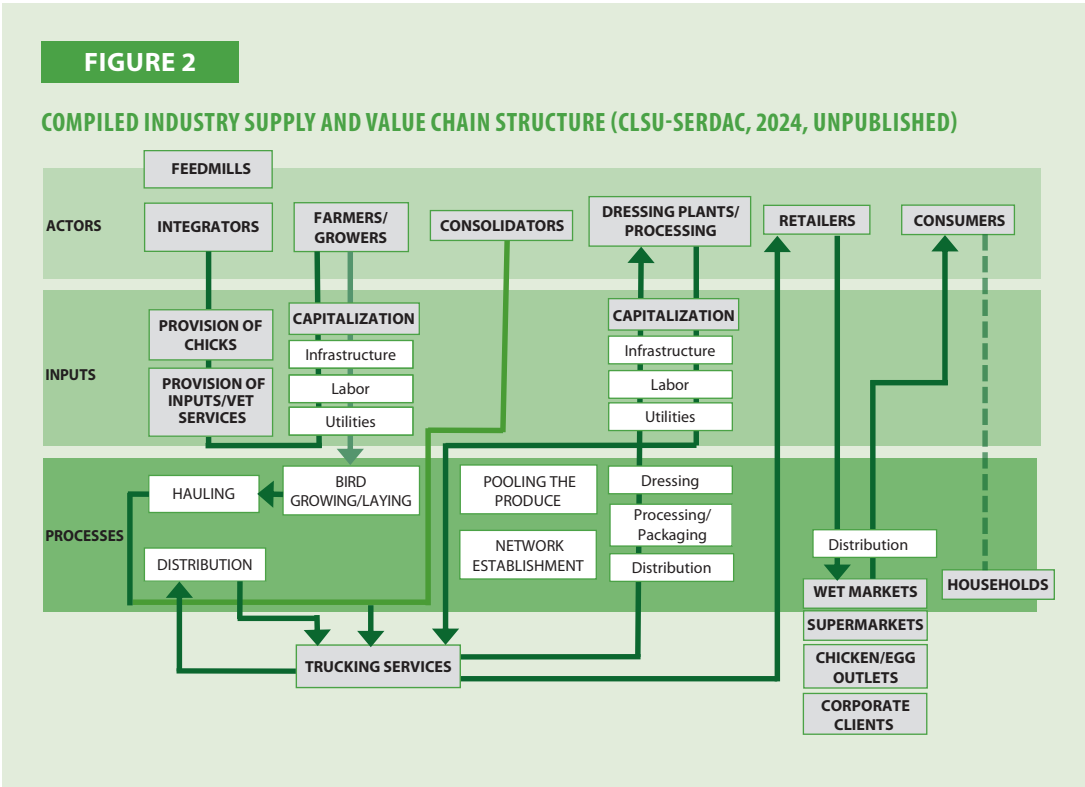 FIGURE 2
COMPILED INDUSTRY SUPPLY AND VALUE CHAIN STRUCTURE (CLSU-SERDAC, 2024, UNPUBLISHED)
FEEDMILLS
ACTORS
INTEGRATORS
FARMERS/
GROWERS
CONSOLIDATORS
DRESSING PLANTS/
PROCESSING
RETAILERS
CONSUMERS
INPUTS
PROVISION OF
CHICKS
PROVISION OF
INPUTS/VET
SERVICES
CAPITALIZATION
Infrastructure
Labor
Utilities
CAPITALIZATION
Infrastructure
Labor
Utilities
PROCESSES
HAULING
BIRD
GROWING/LAYING
DISTRIBUTION
POOLING THE
PRODUCE
NETWORK
ESTABLISHMENT
Dressing
Processing/
Packaging
Distribution
Distribution
WET MARKETS
SUPERMARKETS
CHICKEN/EGG
OUTLETS
CORPORATE
CLIENTS
HOUSEHOLDS
TRUCKING SERVICES